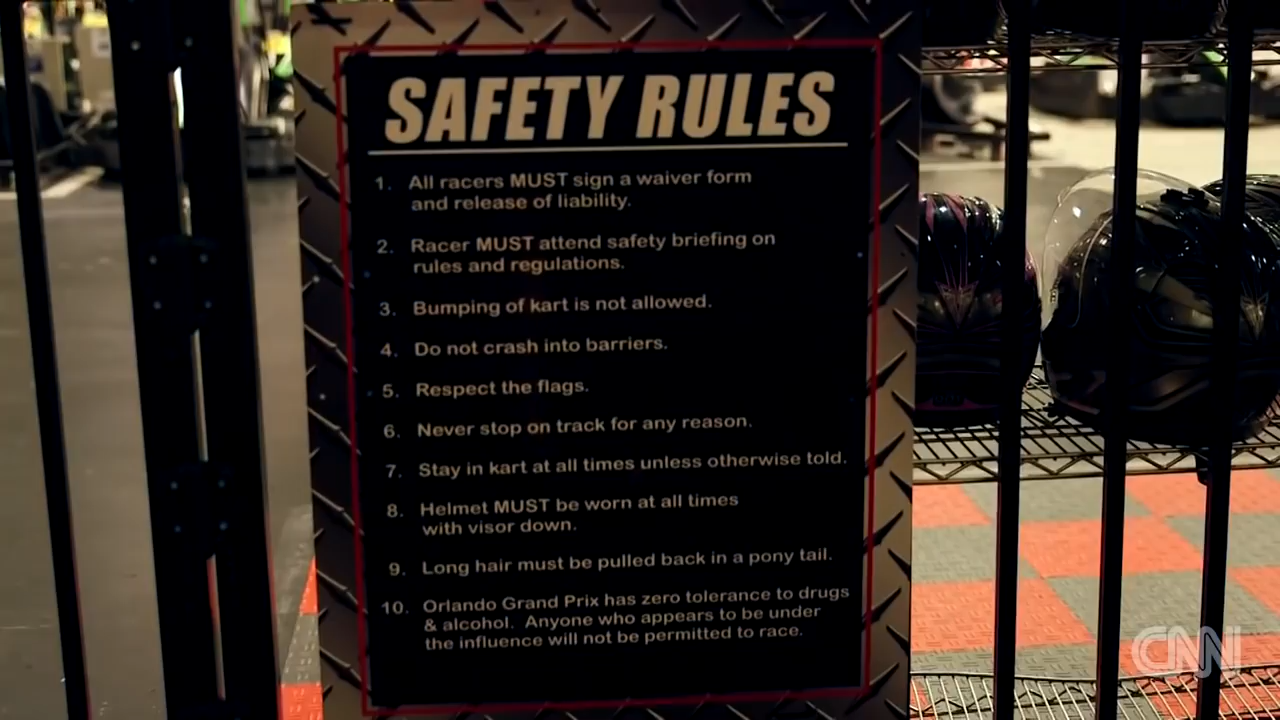 SAFETY RULES
1. All racers MUST sign a waiver form
and release of liability.
2. Racer MUST attend safety briefing on
rules and regulations.
3. Bumping of kart is not allowed.
4. Do not crash into barriers.
5. Respect the flags.
6. Never stop on track for any reason.
7. Stay in kart at all times unless otherwise told.
8. Helmet MUST be worn at all times
with visor down.
9. Long hair must be pulled back in a pony tail.
10. Orlando Grand Prix has zero tolerance to drugs
& alcohol. Anyone who appears to be under
the influence will not be permitted to race.
CNN